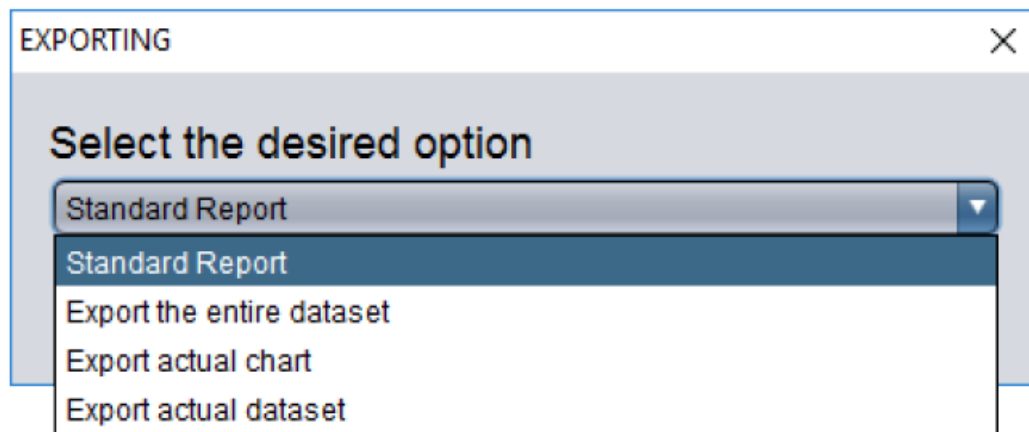 EXPORTING
Select the desired option
Standard Report
Standard Report
Export the entire dataset
Export actual chart
Export actual dataset